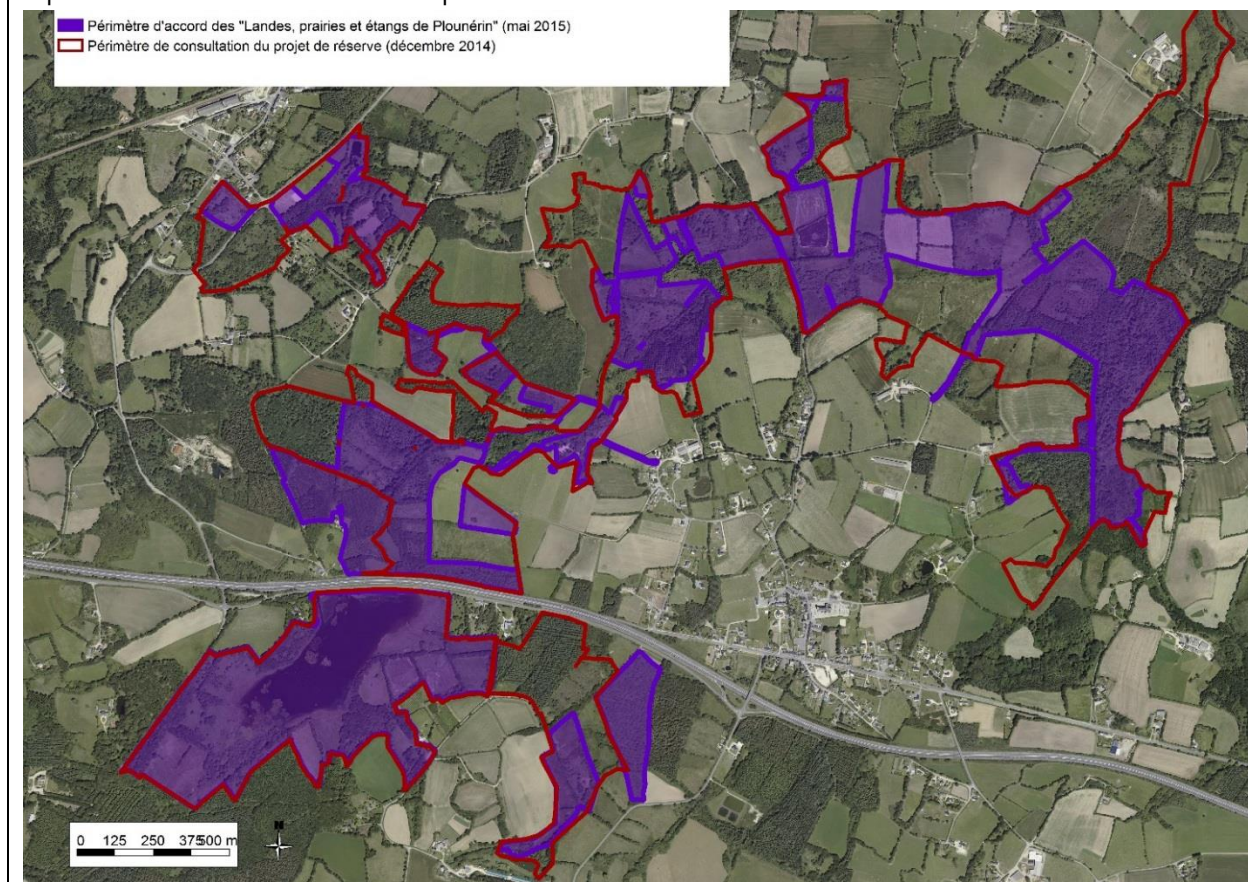 Périmètre d'accord des "Landes, prairies et étangs de Plounérin" (mai 2015)
Périmètre de consultation du projet de réserve (décembre 2014)
0 125 250 375500 m
N